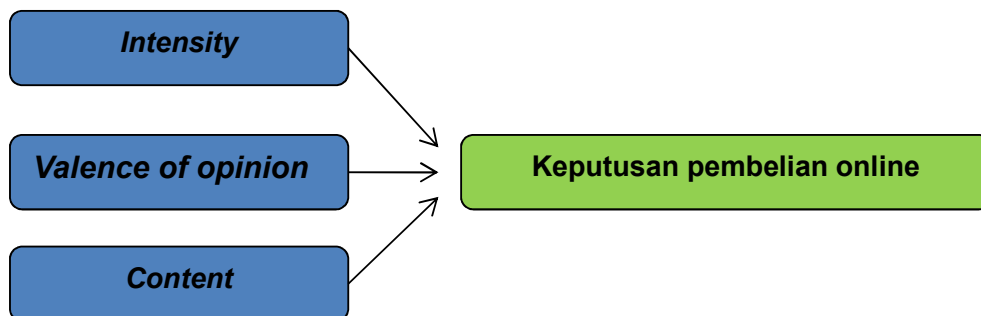 Intensity
Valence of opinion
Keputusan pembelian online
Content